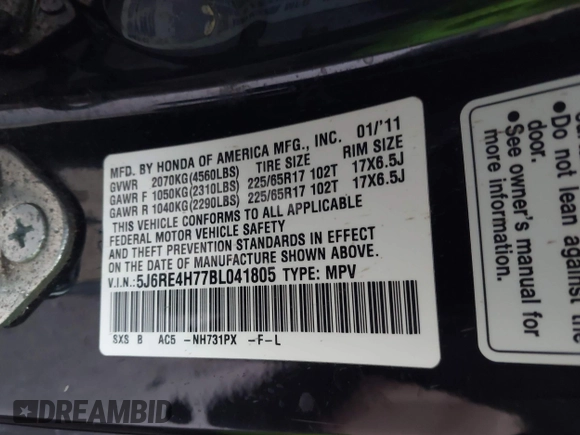 MFD. BY HONDA OF AMERICA MFG., INC. 01/'11
GVWR 2070KG(4560LBS) TIRE SIZE RIM SIZE
GAWR F 1050KG(2310LBS) 225/65R17 102T 17X6.5J
GAWR R 1040KG(2290LBS) 225/65R17 102T 17X6.5J
THIS VEHICLE CONFORMS TO ALL APPLICABLE
FEDERAL MOTOR VEHICLE SAFETY
AND THEFT PREVENTION STANDARDS IN EFFECT
ON THE DATE OF MANUFACTURE SHOWN ABOVE.
V.I.N.: 5J6RE4H77BL041805 TYPE: MPV
SXS B AC5 -NH731PX -F-L
•Do not lea
door.
•See owner's manual for
more inf
DREAMBID